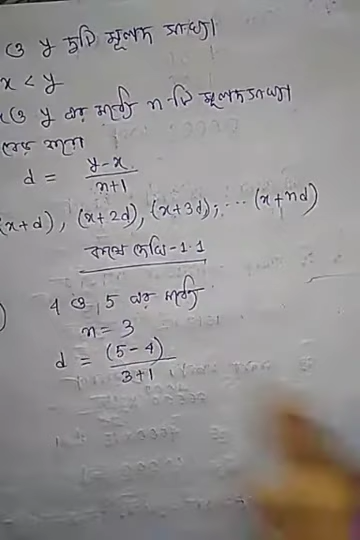 ও y দুটি মূলদ সংখ্যা
x < y
ও y এর মধ্যে n-টি মূলদ সংখ্যা
d = y-x / n+1
(x+d), (x+2d), (x+3d), ... (x+nd)
কষে দেখি-1.1
4 ও 5 এর মধ্যে
n = 3
d = (5-4) / 3+1